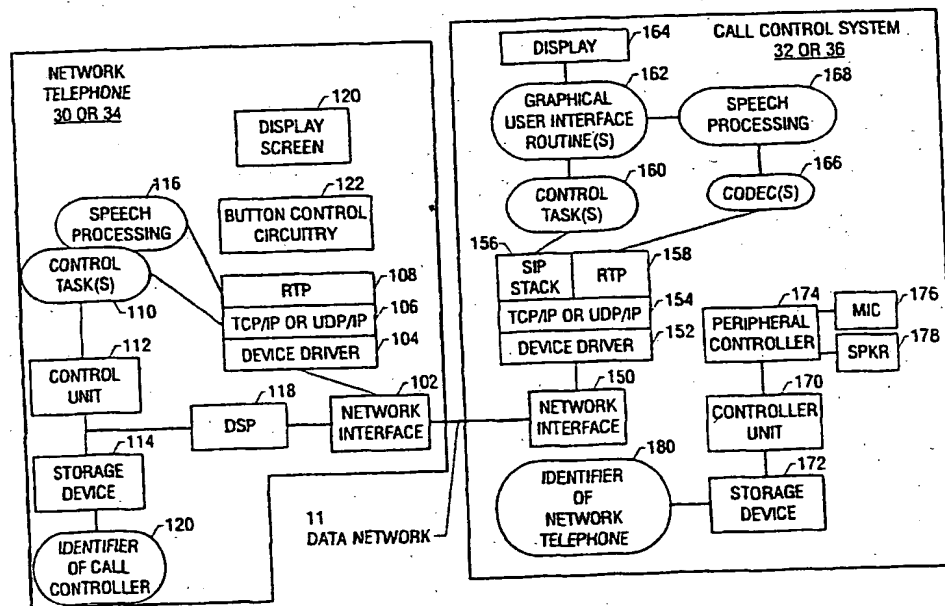 NETWORK
TELEPHONE
30 OR 34
120
DISPLAY
SCREEN
122
BUTTON CONTROL
CIRCUITRY
116
SPEECH
PROCESSING
CONTROL
TASK(S)
110
108
RTP
106
TCP/IP OR UDP/IP
104
DEVICE DRIVER
112
CONTROL
UNIT
118
DSP
102
NETWORK
INTERFACE
114
STORAGE
DEVICE
120
IDENTIFIER
OF CALL
CONTROLLER
11
DATA NETWORK
CALL CONTROL SYSTEM
32 OR 36
164
DISPLAY
162
GRAPHICAL
USER INTERFACE
ROUTINE(S)
168
SPEECH
PROCESSING
160
CONTROL
TASK(S)
166
CODEC(S)
156
SIP
STACK
158
RTP
154
TCP/IP OR UDP/IP
152
DEVICE DRIVER
150
NETWORK
INTERFACE
174
PERIPHERAL
CONTROLLER
176
MIC
178
SPKR
170
CONTROLLER
UNIT
172
STORAGE
DEVICE
180
IDENTIFIER
OF
NETWORK
TELEPHONE